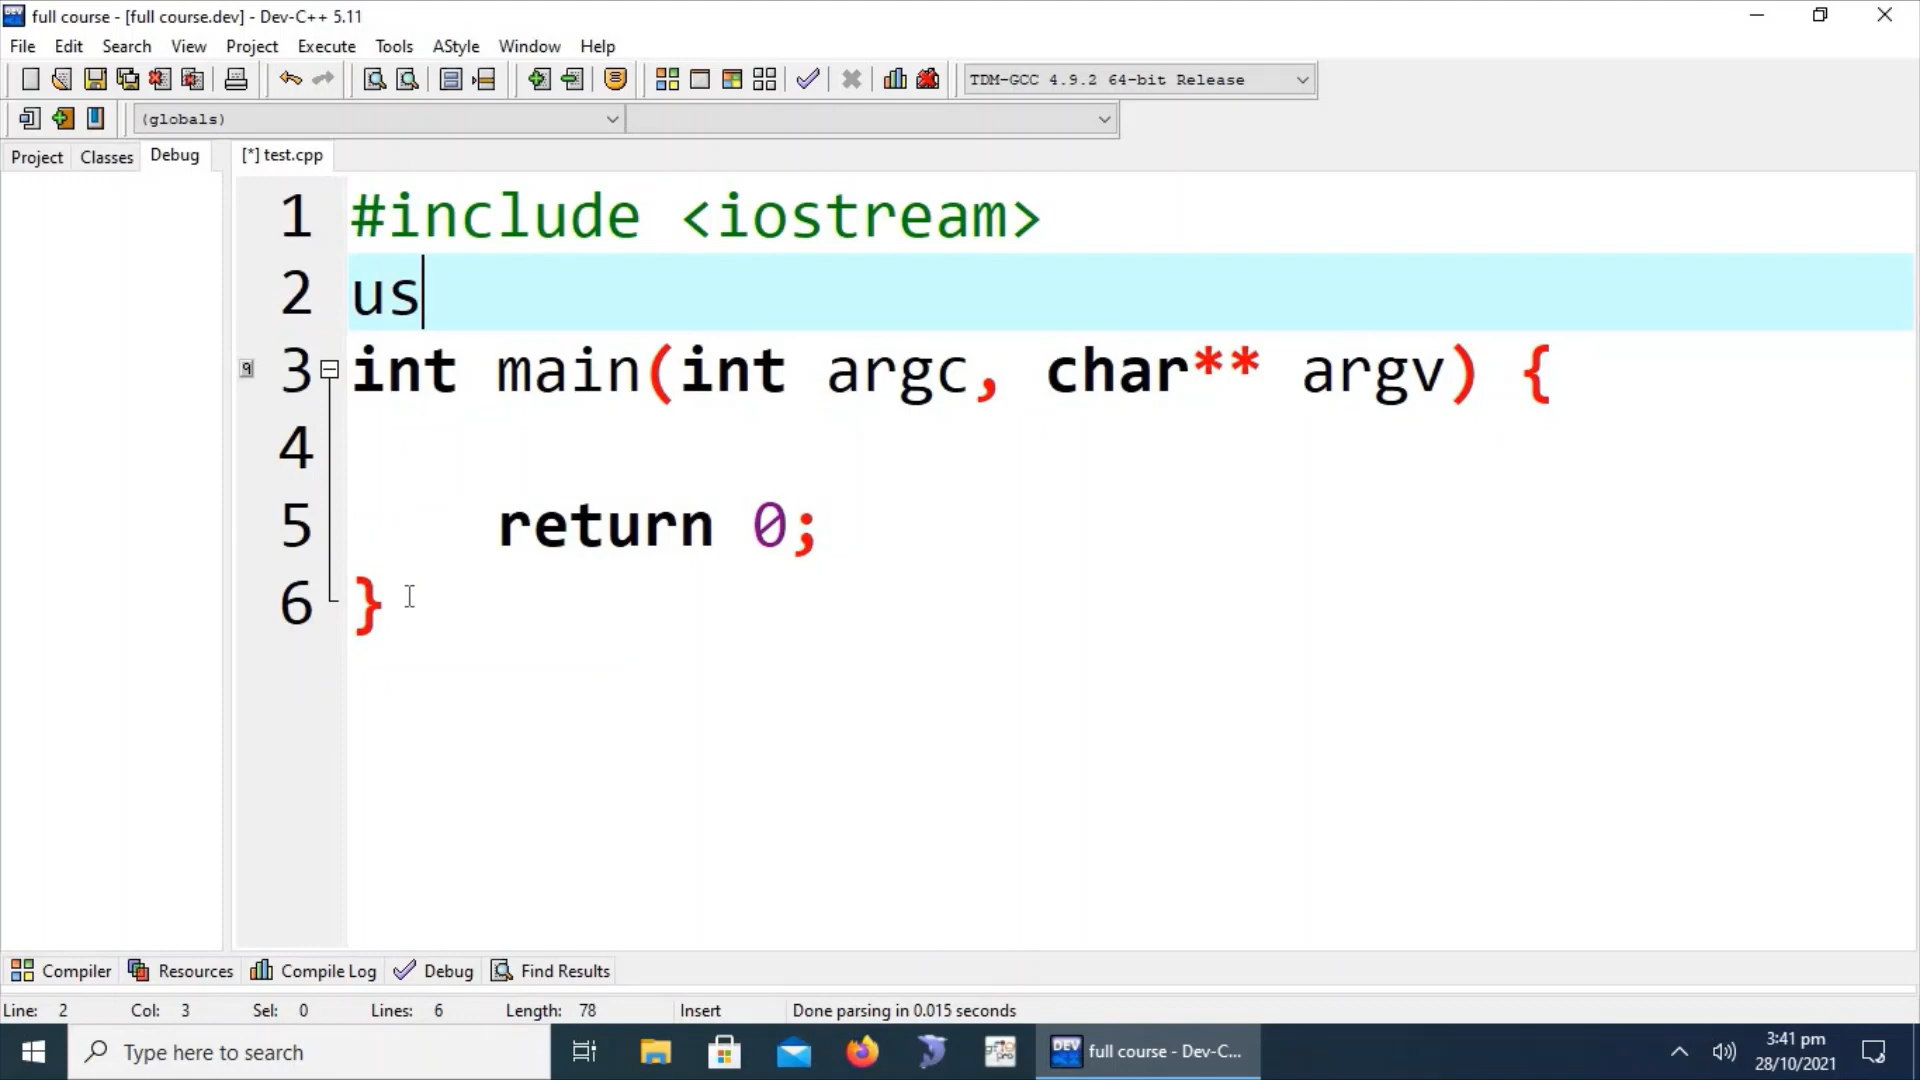 full course - [full course.dev] - Dev-C++ 5.11
File Edit Search View Project Execute Tools AStyle Window Help
TDM-GCC 4.9.2 64-bit Release
(globals)
Project Classes Debug [*] test.cpp
1 #include <iostream>
2 us
3 int main(int argc, char** argv) {
4
5 return 0;
6 }
Compiler Resources Compile Log Debug Find Results
Line: 2 Col: 3 Sel: 0 Lines: 6 Length: 78 Insert Done parsing in 0.015 seconds
Type here to search
DEV full course - Dev-C...
3:41 pm
28/10/2021